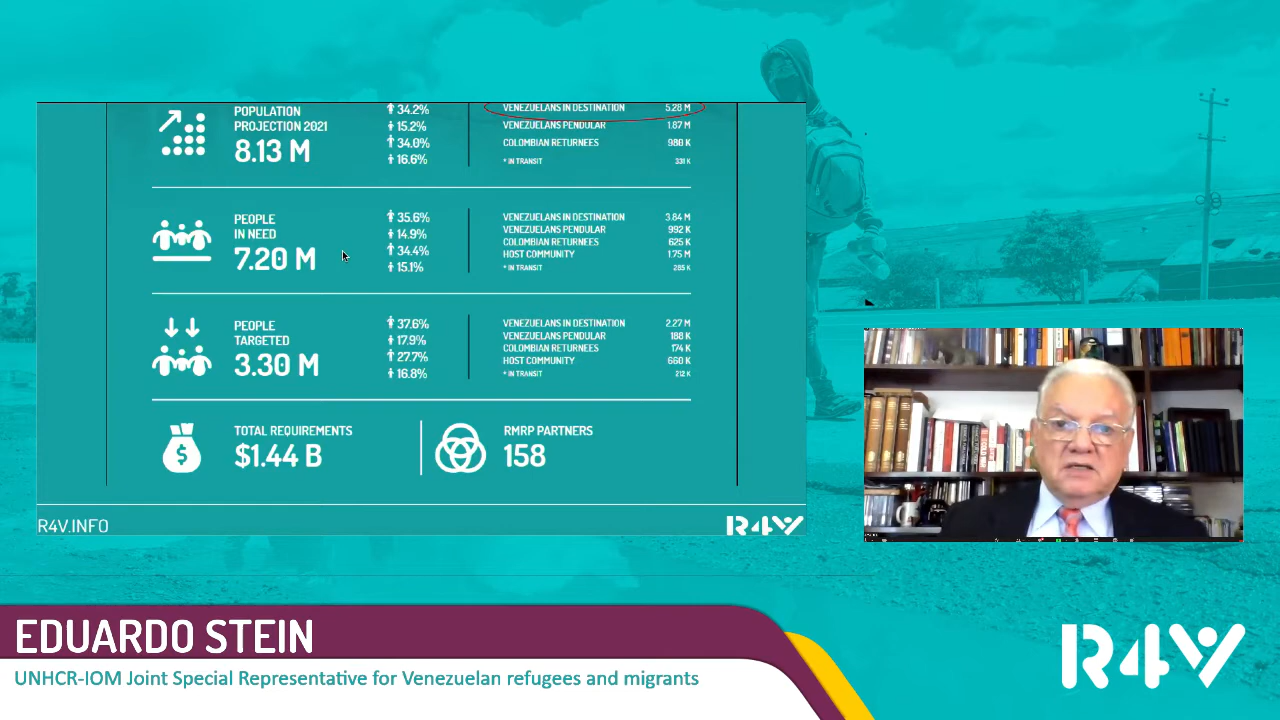 POPULATION
PROJECTION 2021
8.13 M
34.2%
15.2%
34.0%
16.6%
VENEZUELANS IN DESTINATION 5.28 M
VENEZUELANS PENDULAR 1.87 M
COLOMBIAN RETURNEES 980 K
* IN TRANSIT 331 K
PEOPLE
IN NEED
7.20 M
35.6%
14.9%
34.4%
15.1%
VENEZUELANS IN DESTINATION 3.84 M
VENEZUELANS PENDULAR 992 K
COLOMBIAN RETURNEES 625 K
HOST COMMUNITY 1.75 M
* IN TRANSIT 285 K
PEOPLE
TARGETED
3.30 M
37.6%
17.9%
27.7%
16.8%
VENEZUELANS IN DESTINATION 2.27 M
VENEZUELANS PENDULAR 188 K
COLOMBIAN RETURNEES 174 K
HOST COMMUNITY 660 K
* IN TRANSIT 212 K
TOTAL REQUIREMENTS
$1.44 B
RMRP PARTNERS
158
R4V.INFO
R4V
EDUARDO STEIN
UNHCR-IOM Joint Special Representative for Venezuelan refugees and migrants
R4V